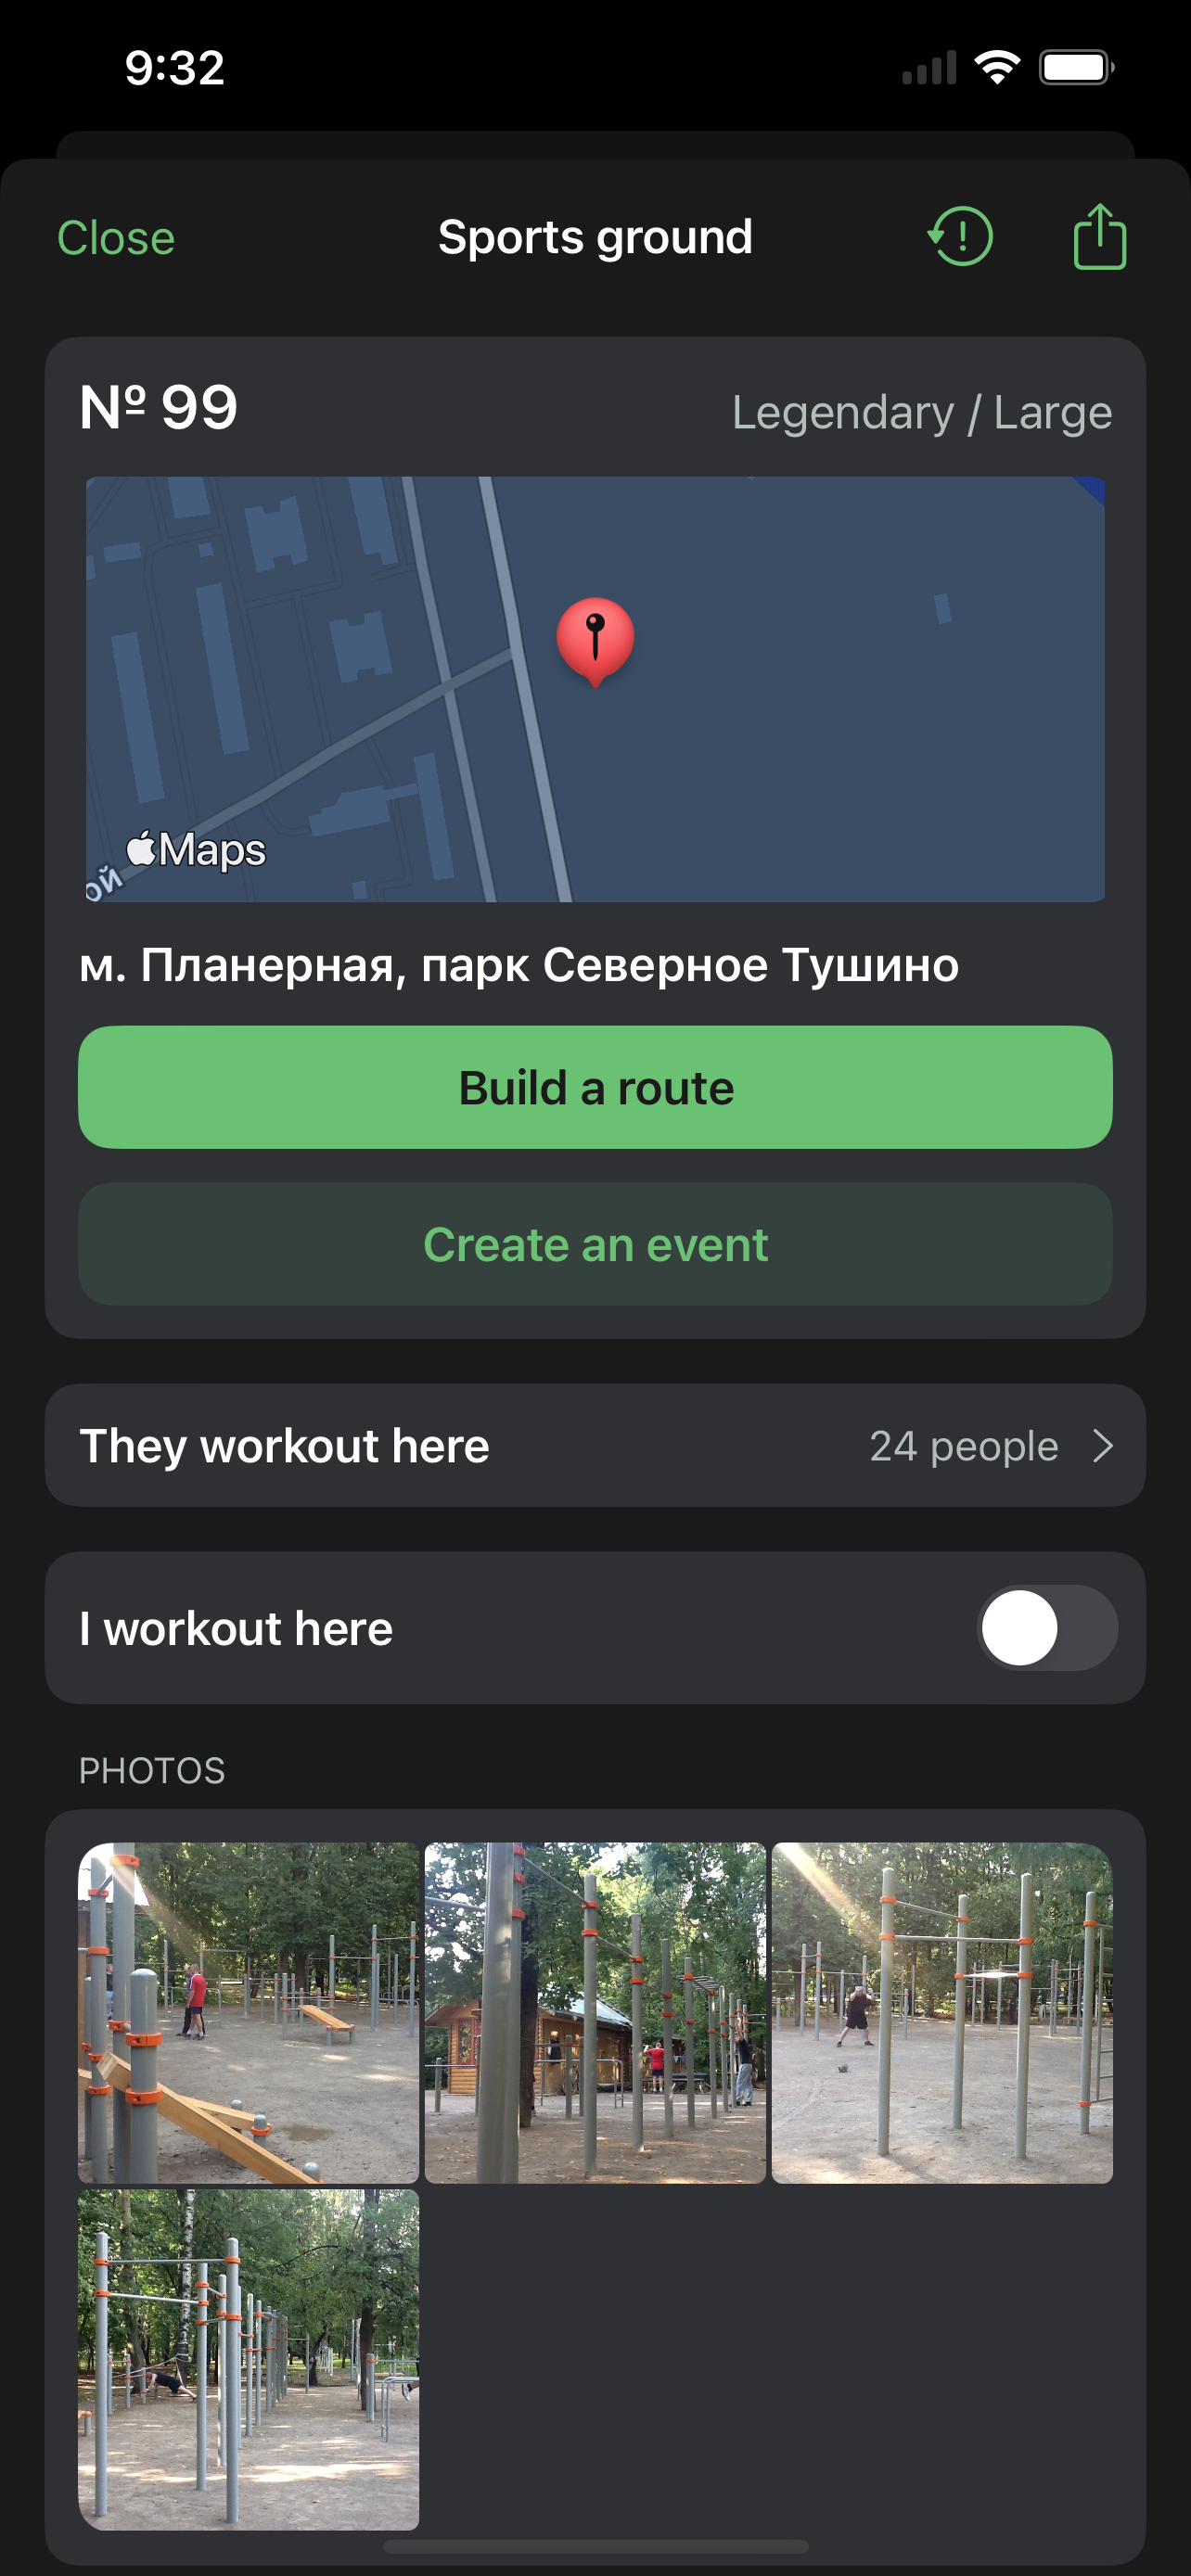 9:32
Close
Sports ground
№ 99
Legendary / Large
ой
Maps
м. Планерная, парк Северное Тушино
Build a route
Create an event
They workout here
24 people
I workout here
PHOTOS